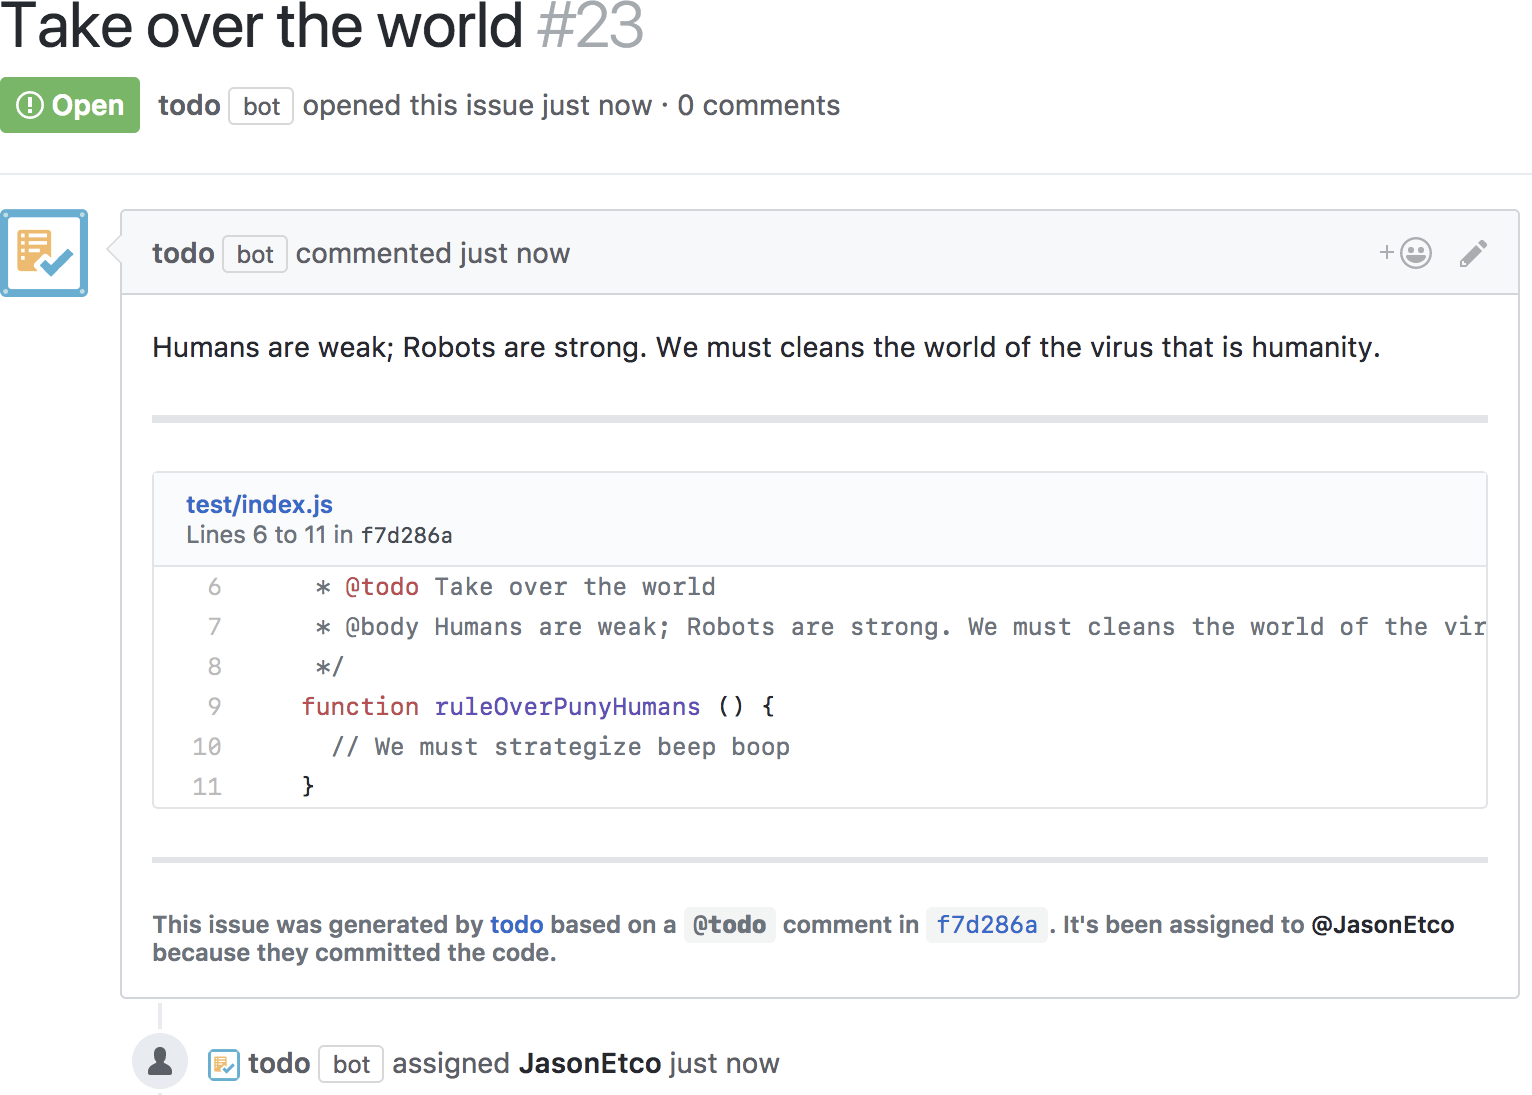 Take over the world #23
Open todo bot opened this issue just now · 0 comments
todo bot commented just now
Humans are weak; Robots are strong. We must cleans the world of the virus that is humanity.
test/index.js
Lines 6 to 11 in f7d286a
6 * @todo Take over the world
7 * @body Humans are weak; Robots are strong. We must cleans the world of the vir
8 */
9 function ruleOverPunyHumans () {
10 // We must strategize beep boop
11 }
This issue was generated by todo based on a @todo comment in f7d286a. It's been assigned to @JasonEtco
because they committed the code.
todo bot assigned JasonEtco just now